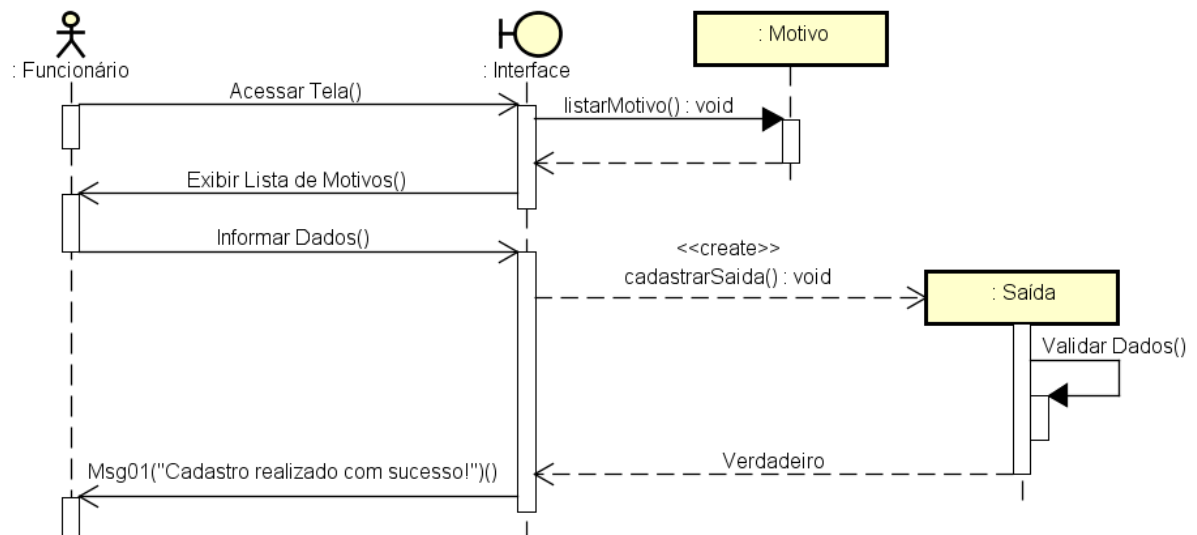 : Motivo
: Funcionário
: Interface
Acessar Tela()
listarMotivo() : void
Exibir Lista de Motivos()
Informar Dados()
<<create>>
cadastrarSaida() : void
: Saída
Validar Dados()
Verdadeiro
Msg01("Cadastro realizado com sucesso!")()